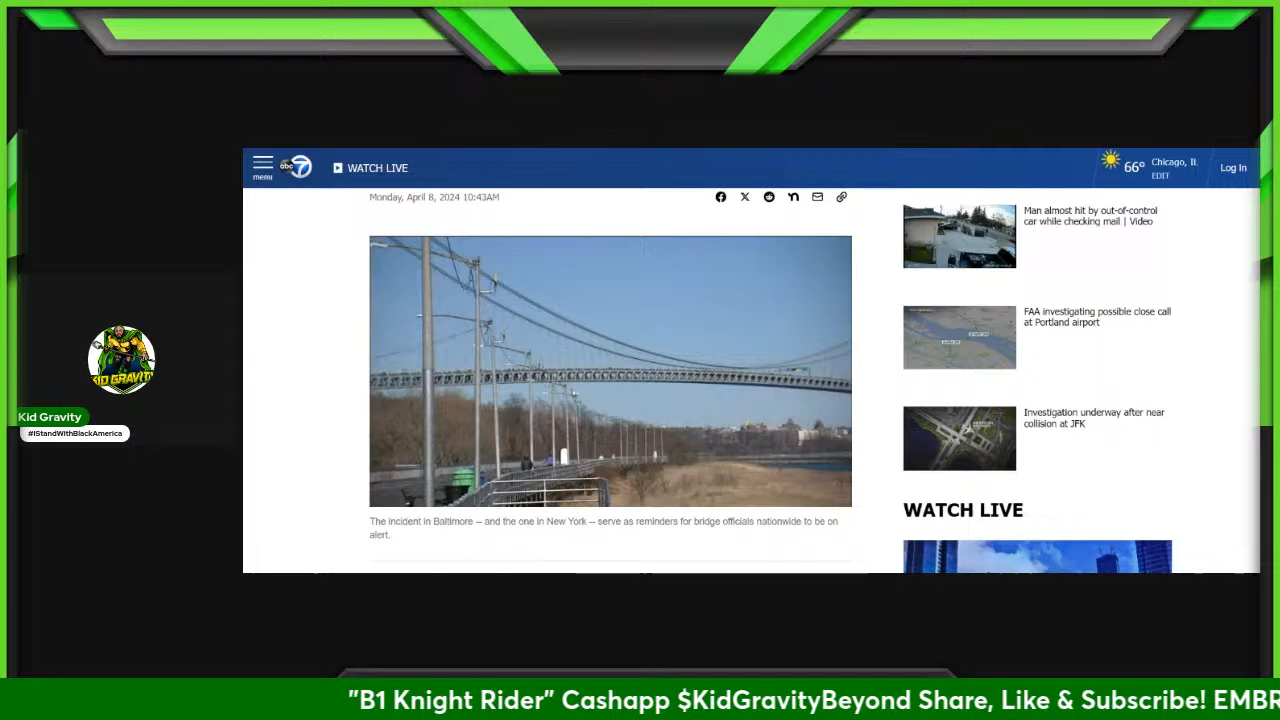 menu
abc 7
WATCH LIVE
66°
Chicago, IL
EDIT
Log In
Monday, April 8, 2024 10:43AM
The incident in Baltimore -- and the one in New York -- serve as reminders for bridge officials nationwide to be on
alert.
Man almost hit by out-of-control
car while checking mail | Video
FAA investigating possible close call
at Portland airport
Investigation underway after near
collision at JFK
WATCH LIVE
KID GRAVITY
Kid Gravity
#IStandWithBlackAmerica
"B1 Knight Rider" Cashapp $KidGravityBeyond Share, Like & Subscribe! EMBR